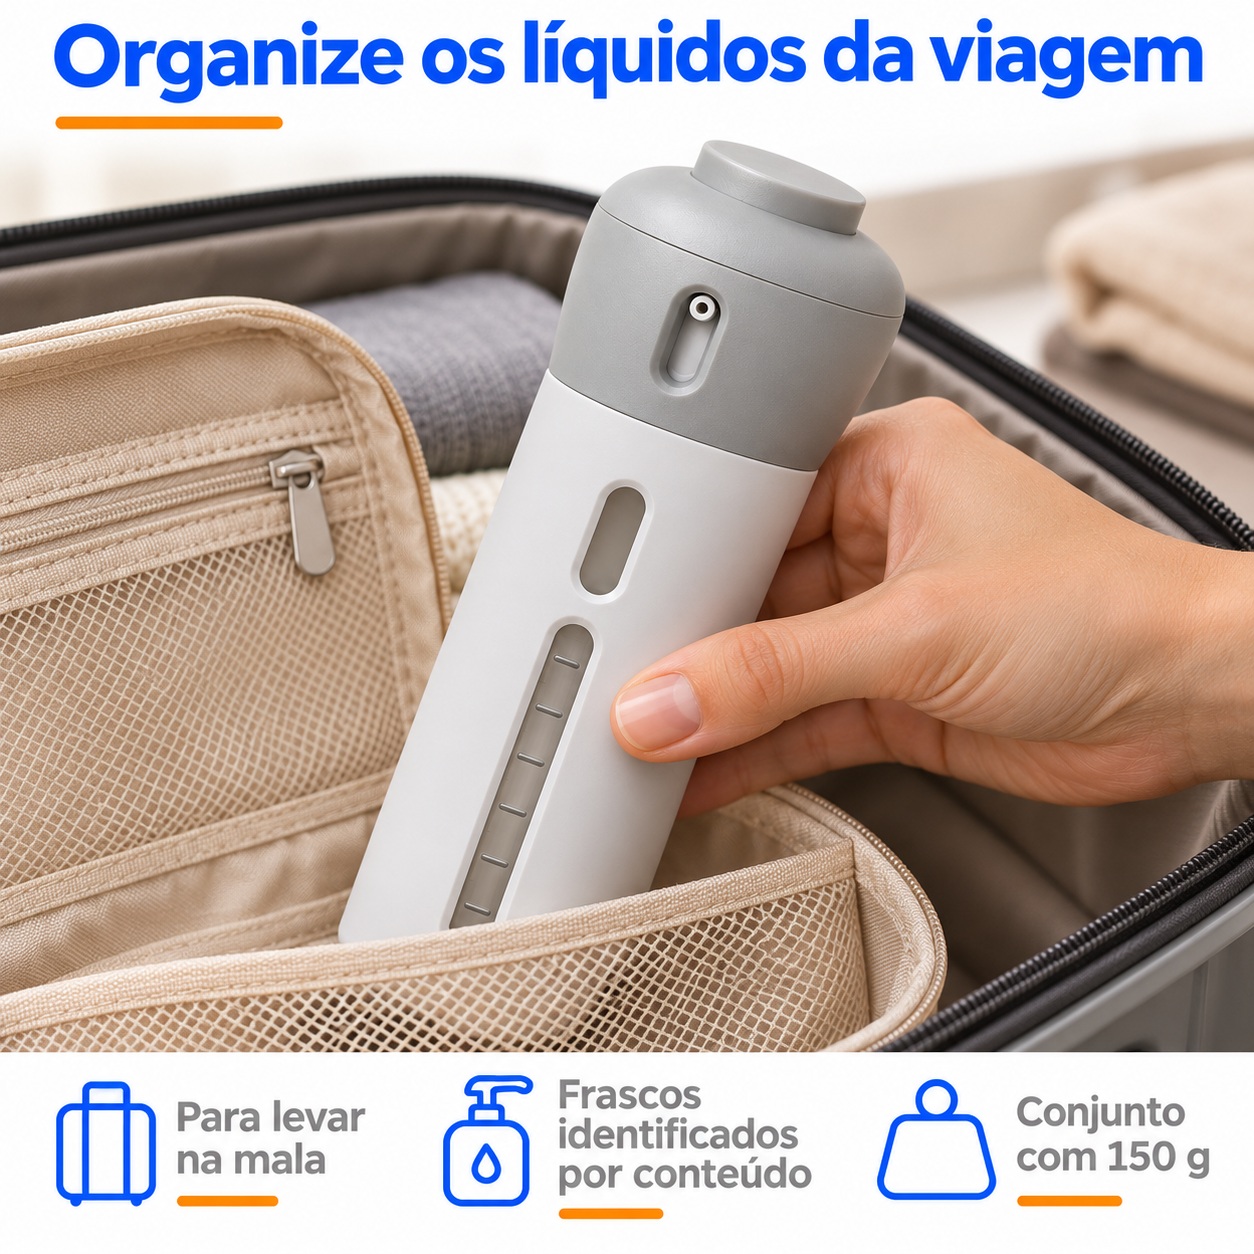 Organize os líquidos da viagem
Para levar
na mala
Frascos
identificados
por conteúdo
Conjunto
com 150 g